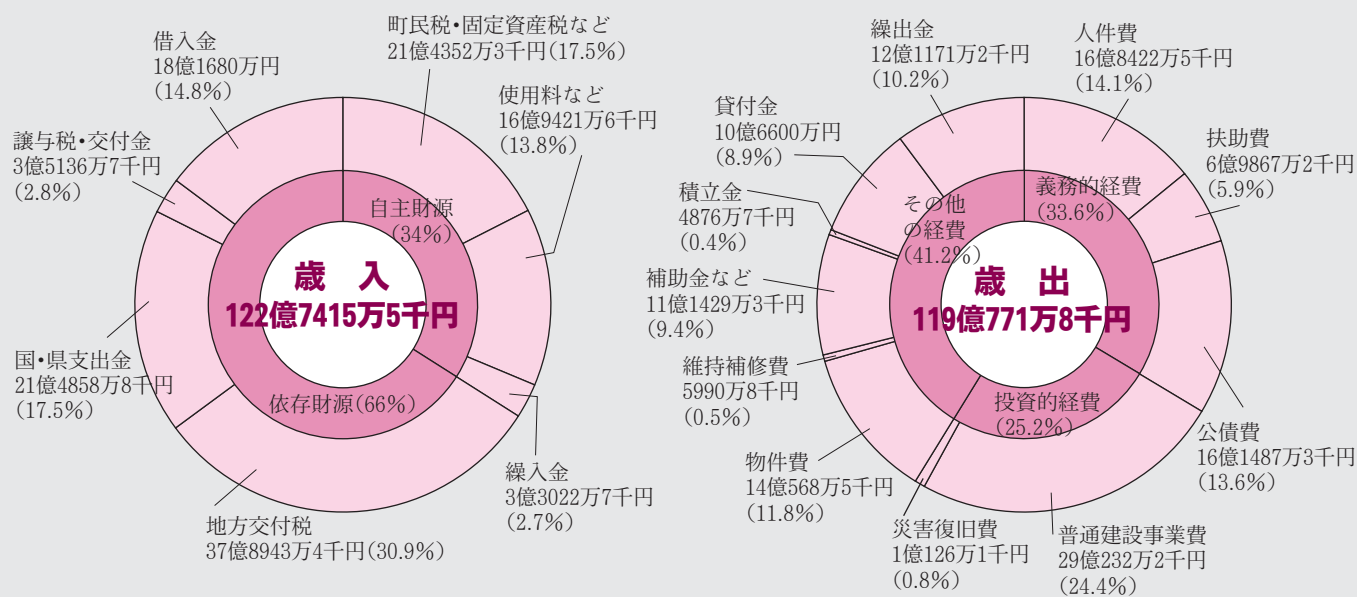 町民税・固定資産税など
21億4352万3千円(17.5%)
使用料など
16億9421万6千円
(13.8%)
繰入金
3億3022万7千円
(2.7%)
地方交付税
37億8943万4千円(30.9%)
国・県支出金
21億4858万8千円
(17.5%)
譲与税・交付金
3億5136万7千円
(2.8%)
借入金
18億1680万円
(14.8%)
自主財源
(34%)
依存財源(66%)
歳 入
122億7415万5千円
人件費
16億8422万5千円
(14.1%)
扶助費
6億9867万2千円
(5.9%)
公債費
16億1487万3千円
(13.6%)
普通建設事業費
29億232万2千円
(24.4%)
災害復旧費
1億126万1千円
(0.8%)
物件費
14億568万5千円
(11.8%)
維持補修費
5990万8千円
(0.5%)
補助金など
11億1429万3千円
(9.4%)
積立金
4876万7千円
(0.4%)
貸付金
10億6600万円
(8.9%)
繰出金
12億1171万2千円
(10.2%)
義務的経費
(33.6%)
投資的経費
(25.2%)
その他
の経費
(41.2%)
歳 出
119億771万8千円